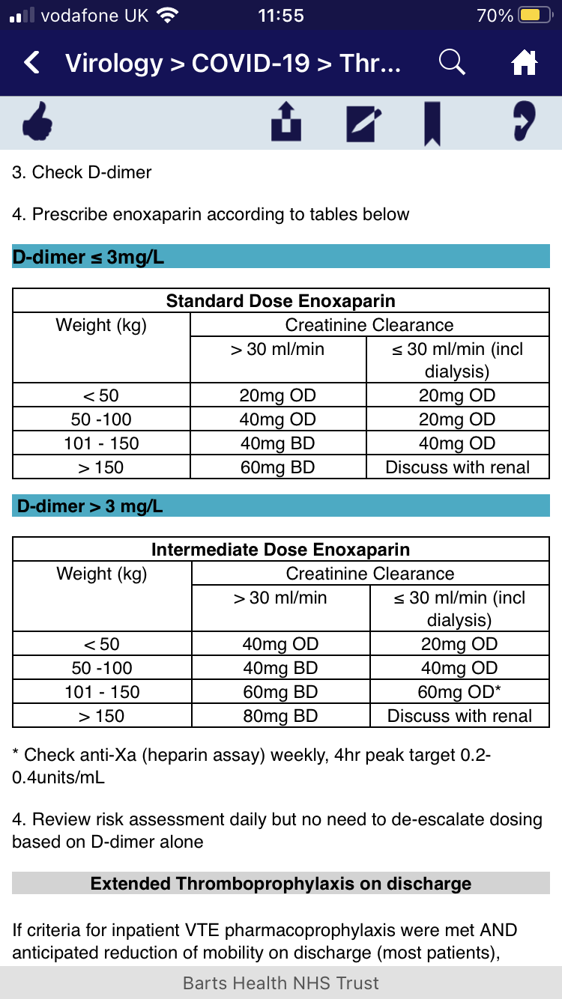 vodafone UK 11:55 70%
Virology > COVID-19 > Thr...
3. Check D-dimer
4. Prescribe enoxaparin according to tables below
D-dimer ≤ 3mg/L
Standard Dose Enoxaparin
Weight (kg) Creatinine Clearance
> 30 ml/min ≤ 30 ml/min (incl
dialysis)
< 50 20mg OD 20mg OD
50 -100 40mg OD 20mg OD
101 - 150 40mg BD 40mg OD
> 150 60mg BD Discuss with renal
D-dimer > 3 mg/L
Intermediate Dose Enoxaparin
Weight (kg) Creatinine Clearance
> 30 ml/min ≤ 30 ml/min (incl
dialysis)
< 50 40mg OD 20mg OD
50 -100 40mg BD 40mg OD
101 - 150 60mg BD 60mg OD*
> 150 80mg BD Discuss with renal
* Check anti-Xa (heparin assay) weekly, 4hr peak target 0.2-
0.4units/mL
4. Review risk assessment daily but no need to de-escalate dosing
based on D-dimer alone
Extended Thromboprophylaxis on discharge
If criteria for inpatient VTE pharmacoprophylaxis were met AND
anticipated reduction of mobility on discharge (most patients),
Barts Health NHS Trust